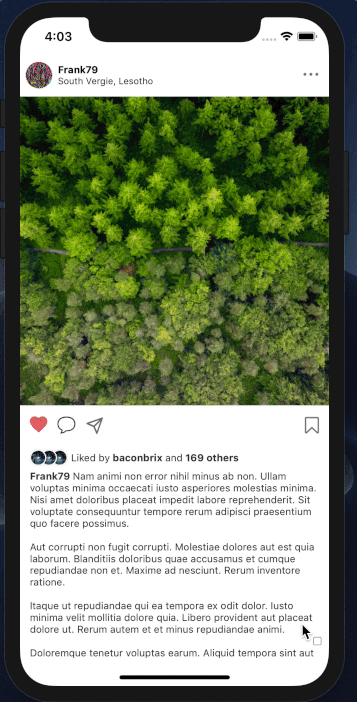 4:03
Frank79
South Vergie, Lesotho
Liked by baconbrix and 169 others
Frank79 Nam animi non error nihil minus ab non. Ullam
voluptas minima occaecati iusto asperiores molestias minima.
Nisi amet doloribus placeat impedit labore reprehenderit. Sit
voluptate consequuntur tempore rerum adipisci praesentium
quo facere possimus.
Aut corrupti non fugit corrupti. Molestiae dolores aut est quia
laborum. Blanditiis doloribus quae accusamus et cumque
repudiandae non et. Maxime ad nesciunt. Rerum inventore
ratione.
Itaque ut repudiandae qui ea tempora ex odit dolor. Iusto
minima velit mollitia dolore quia. Libero provident aut placeat
dolore ut. Rerum autem et et minus repudiandae animi.
Doloremque tenetur voluptas earum. Aliquid tempora sint aut